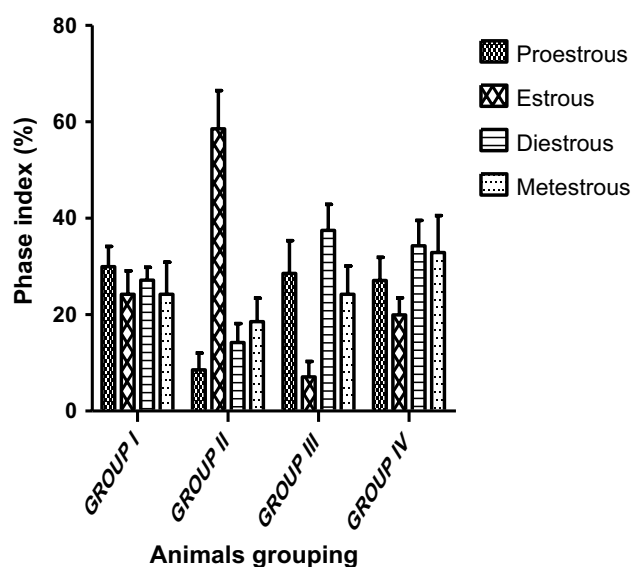 80
60
40
20
0
Phase index (%)
GROUP I
GROUP II
GROUP III
GROUP IV
Animals grouping
Proestrous
Estrous
Diestrous
Metestrous